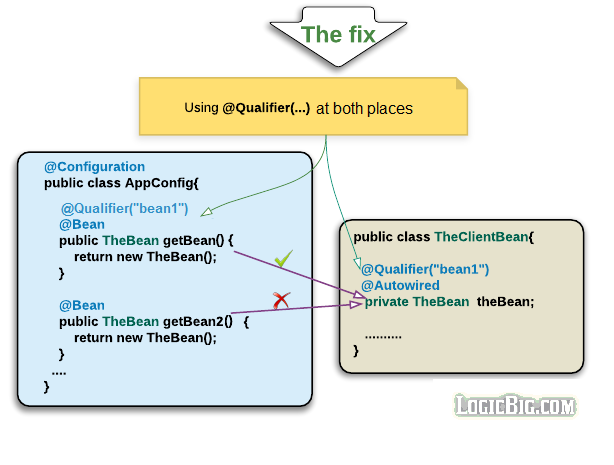 The fix
Using @Qualifier(...) at both places
@Configuration
public class AppConfig{
@Qualifier("bean1")
@Bean
public TheBean getBean() {
return new TheBean();
}
@Bean
public TheBean getBean2() {
return new TheBean();
}
....
}
public class TheClientBean{
@Qualifier("bean1")
@Autowired
private TheBean theBean;
..........
}
LogicBig.com